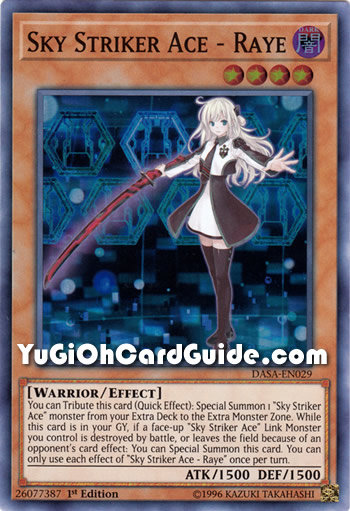 SKY STRIKER ACE - RAYE
DARK
闇
YuGiOhCardGuide.com
DASA-EN029
[WARRIOR/EFFECT]
You can Tribute this card (Quick Effect): Special Summon 1 "Sky Striker
Ace" monster from your Extra Deck to the Extra Monster Zone. While
this card is in your GY, if a face-up "Sky Striker Ace" Link Monster
you control is destroyed by battle, or leaves the field because of an
opponent's card effect: You can Special Summon this card. You can
only use each effect of "Sky Striker Ace - Raye" once per turn.
ATK/1500 DEF/1500
26077387 1st Edition ©1996 KAZUKI TAKAHASHI